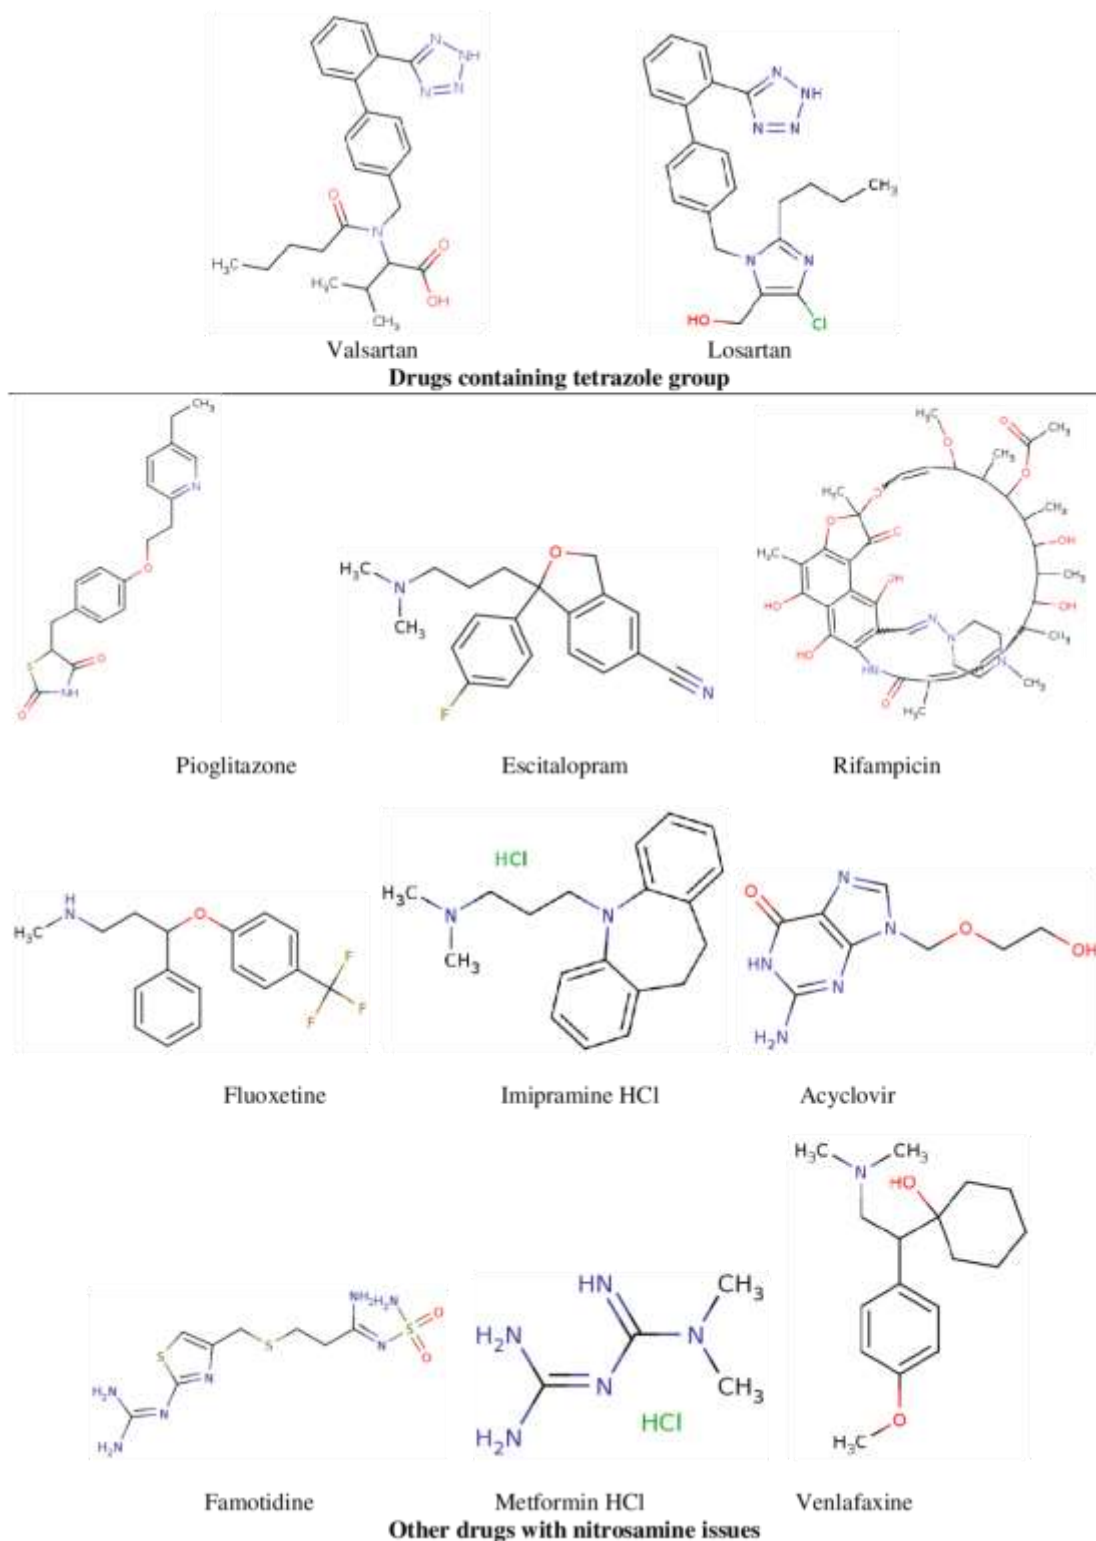 Valsartan
Losartan
Drugs containing tetrazole group
Pioglitazone
Escitalopram
Rifampicin
Fluoxetine
Imipramine HCl
Acyclovir
Famotidine
Metformin HCl
Venlafaxine
Other drugs with nitrosamine issues